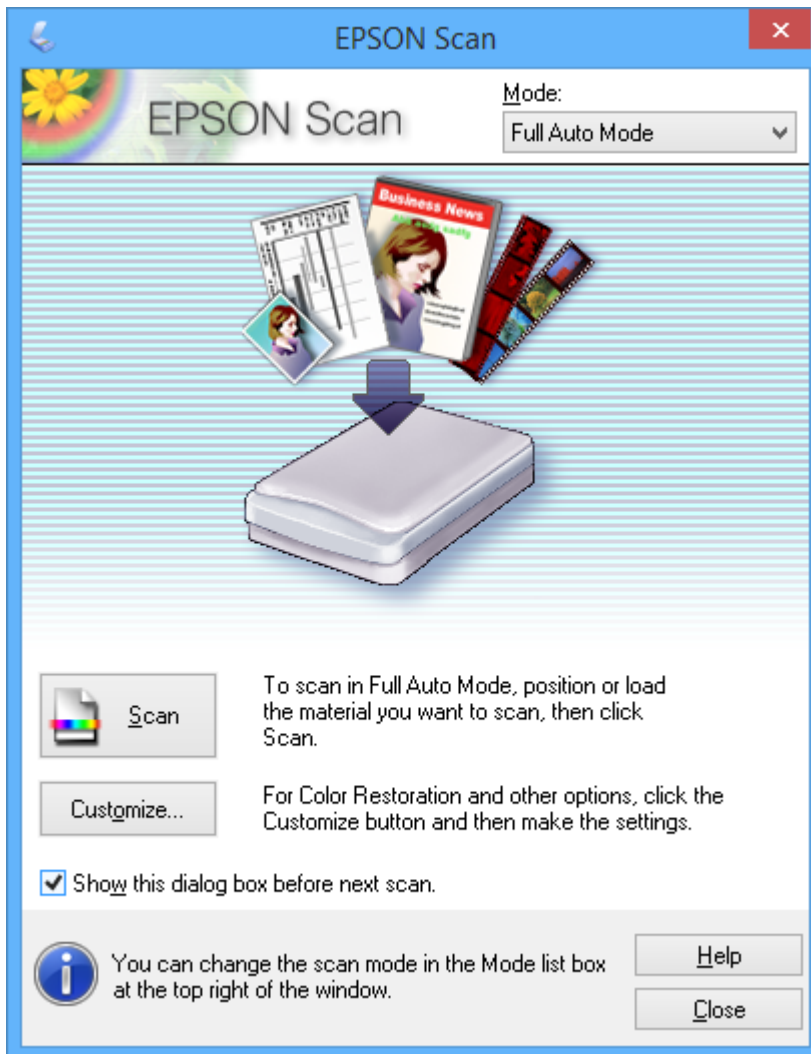 EPSON Scan
EPSON Scan
Mode:
Full Auto Mode
Business News
Scan
To scan in Full Auto Mode, position or load
the material you want to scan, then click
Scan.
Customize...
For Color Restoration and other options, click the
Customize button and then make the settings.
Show this dialog box before next scan.
You can change the scan mode in the Mode list box
at the top right of the window.
Help
Close